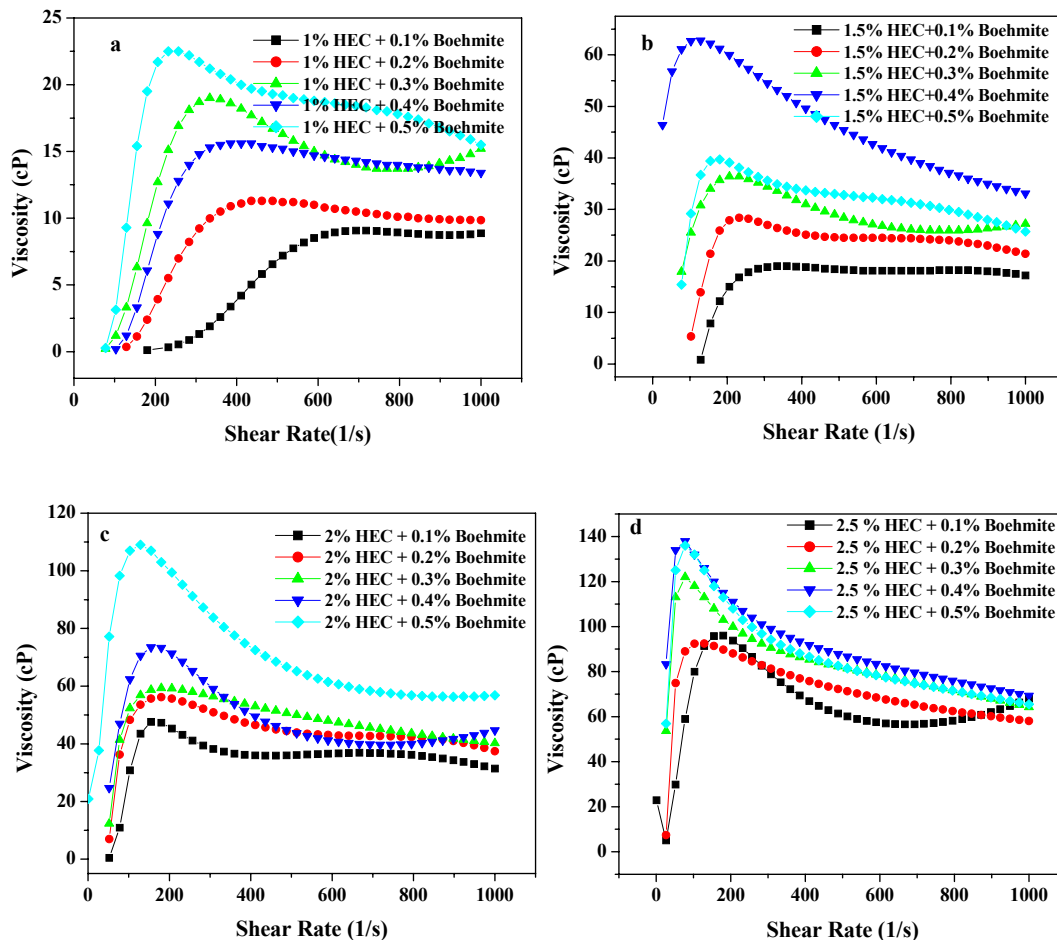 a
1% HEC + 0.1% Boehmite
1% HEC + 0.2% Boehmite
1% HEC + 0.3% Boehmite
1% HEC + 0.4% Boehmite
1% HEC + 0.5% Boehmite
25
20
15
10
5
0
Viscosity (cP)
0 200 400 600 800 1000
Shear Rate(1/s)
b
1.5% HEC+0.1% Boehmite
1.5% HEC+0.2% Boehmite
1.5% HEC+0.3% Boehmite
1.5% HEC+0.4% Boehmite
1.5% HEC+0.5% Boehmite
60
50
40
30
20
10
0
Viscosity (cP)
0 200 400 600 800 1000
Shear Rate (1/s)
c
2% HEC + 0.1% Boehmite
2% HEC + 0.2% Boehmite
2% HEC + 0.3% Boehmite
2% HEC + 0.4% Boehmite
2% HEC + 0.5% Boehmite
120
100
80
60
40
20
0
Viscosity (cP)
0 200 400 600 800 1000
Shear Rate (1/s)
d
2.5 % HEC + 0.1% Boehmite
2.5 % HEC + 0.2% Boehmite
2.5 % HEC + 0.3% Boehmite
2.5 % HEC + 0.4% Boehmite
2.5 % HEC + 0.5% Boehmite
140
120
100
80
60
40
20
0
Viscosity (cP)
0 200 400 600 800 1000
Shear Rate (1/s)